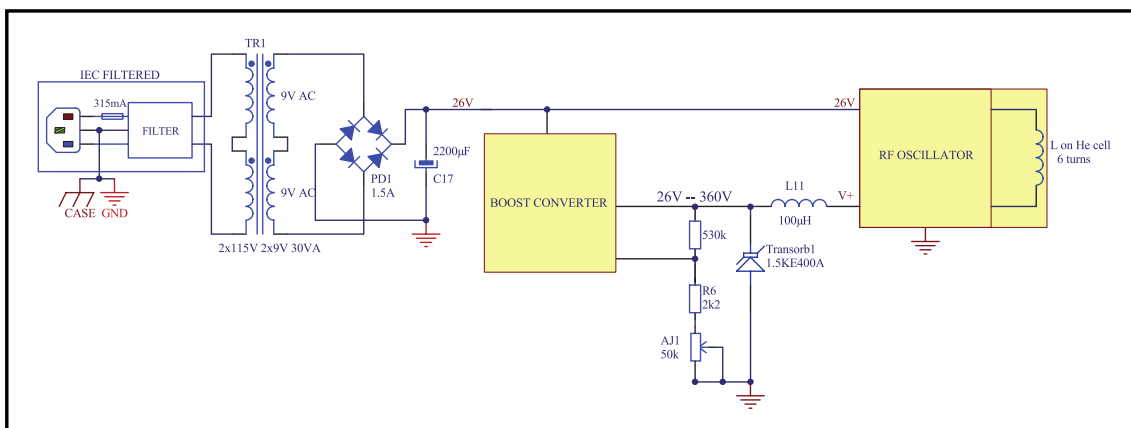 TR1
IEC FILTERED
315mA
FILTER
CASE GND
9V AC
9V AC
2x115V 2x9V 30VA
PD1
1.5A
2200µF
C17
26V
BOOST CONVERTER
26V -- 360V
530k
R6
2k2
AJ1
50k
L11
100µH
Transorb1
1.5KE400A
26V
V+
RF OSCILLATOR
L on He cell
6 turns